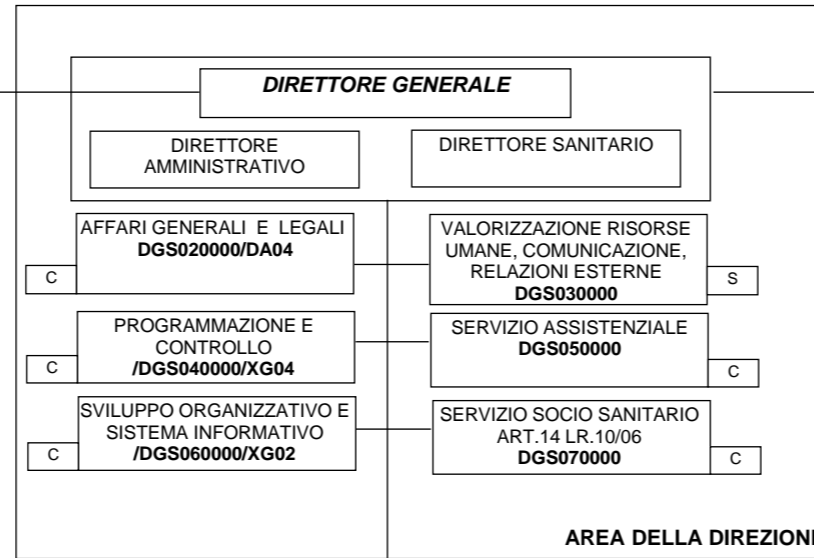 DIRETTORE GENERALE
DIRETTORE
AMMINISTRATIVO
DIRETTORE SANITARIO
AFFARI GENERALI E LEGALI
DGS020000/DA04
C
VALORIZZAZIONE RISORSE
UMANE, COMUNICAZIONE,
RELAZIONI ESTERNE
DGS030000
S
PROGRAMMAZIONE E
CONTROLLO
/DGS040000/XG04
C
SERVIZIO ASSISTENZIALE
DGS050000
C
SVILUPPO ORGANIZZATIVO E
SISTEMA INFORMATIVO
/DGS060000/XG02
C
SERVIZIO SOCIO SANITARIO
ART.14 LR.10/06
DGS070000
C
AREA DELLA DIREZIONE